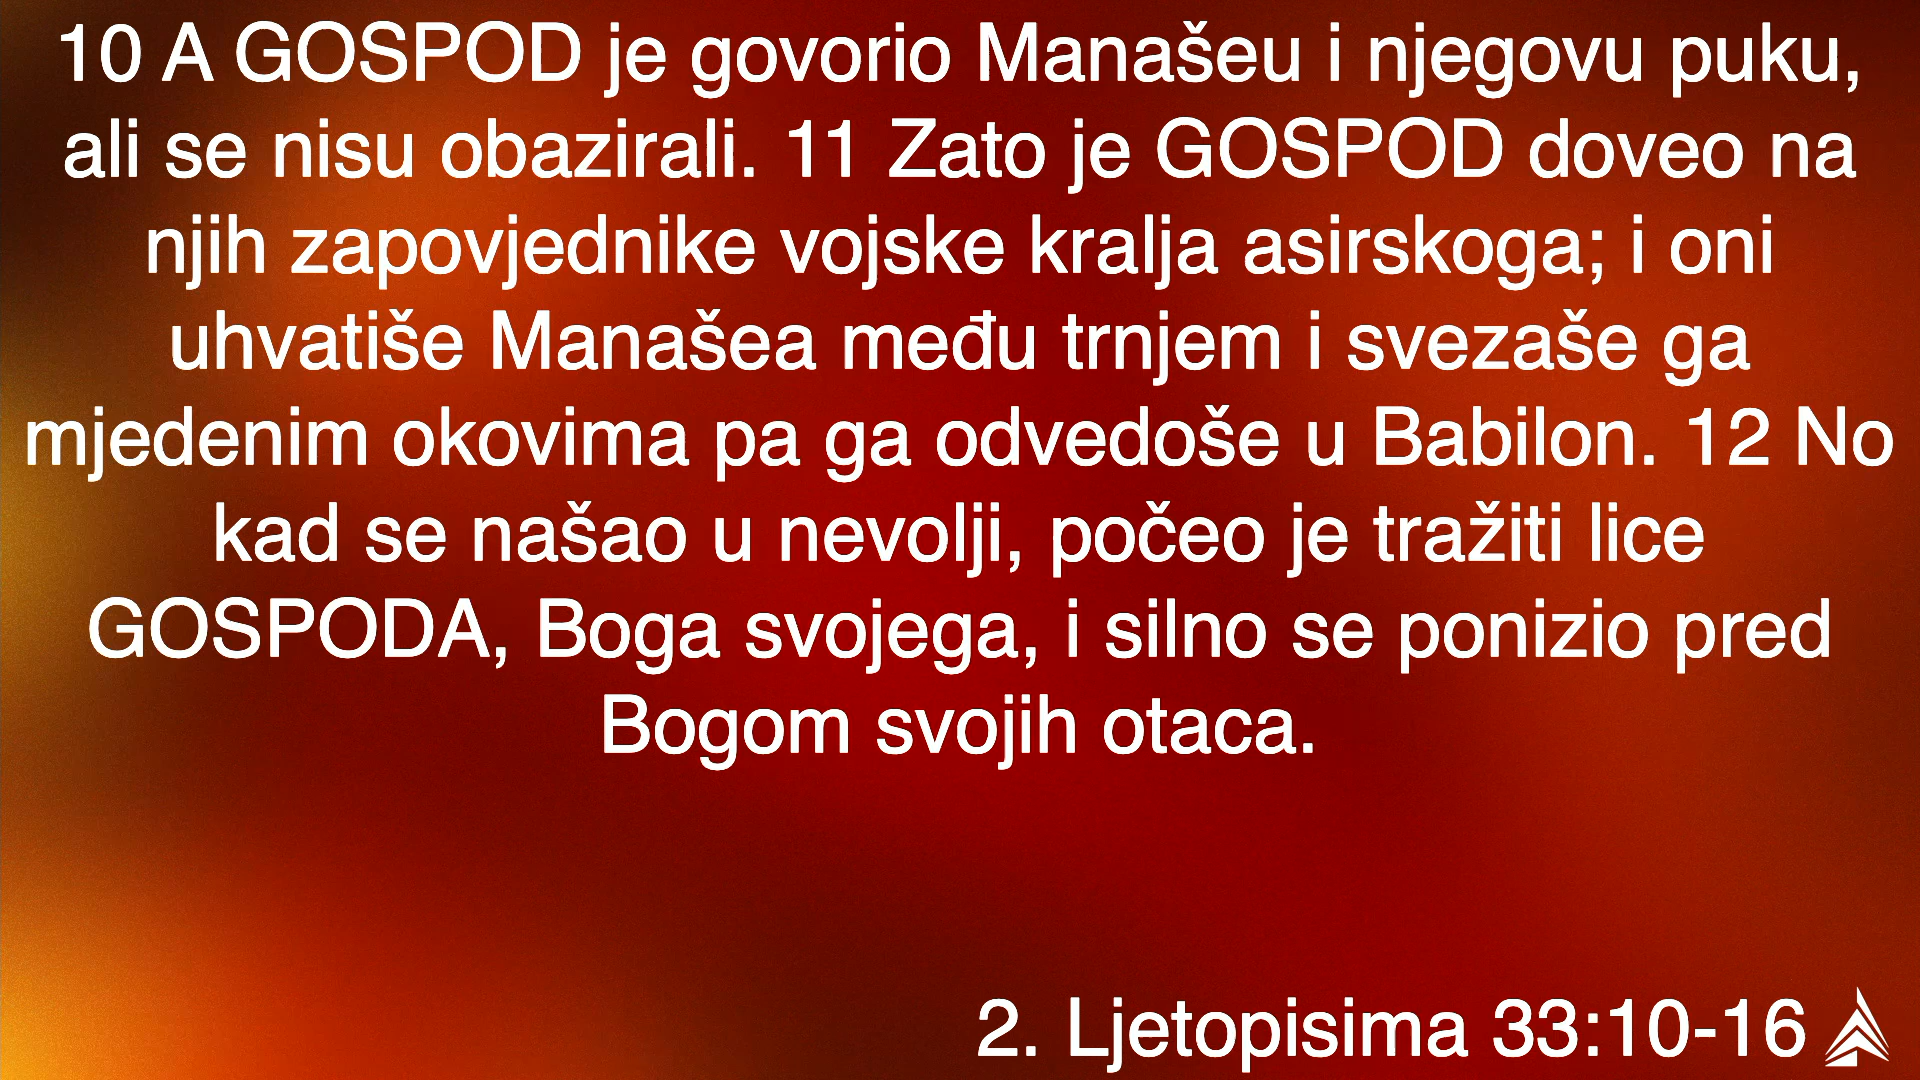 10 A GOSPOD je govorio Manašeu i njegovu puku,
ali se nisu obazirali. 11 Zato je GOSPOD doveo na
njih zapovjednike vojske kralja asirskoga; i oni
uhvatiše Manašea među trnjem i svezaše ga
mjedenim okovima pa ga odvedoše u Babilon. 12 No
kad se našao u nevolji, počeo je tražiti lice
GOSPODA, Boga svojega, i silno se ponizio pred
Bogom svojih otaca.
2. Ljetopisima 33:10-16